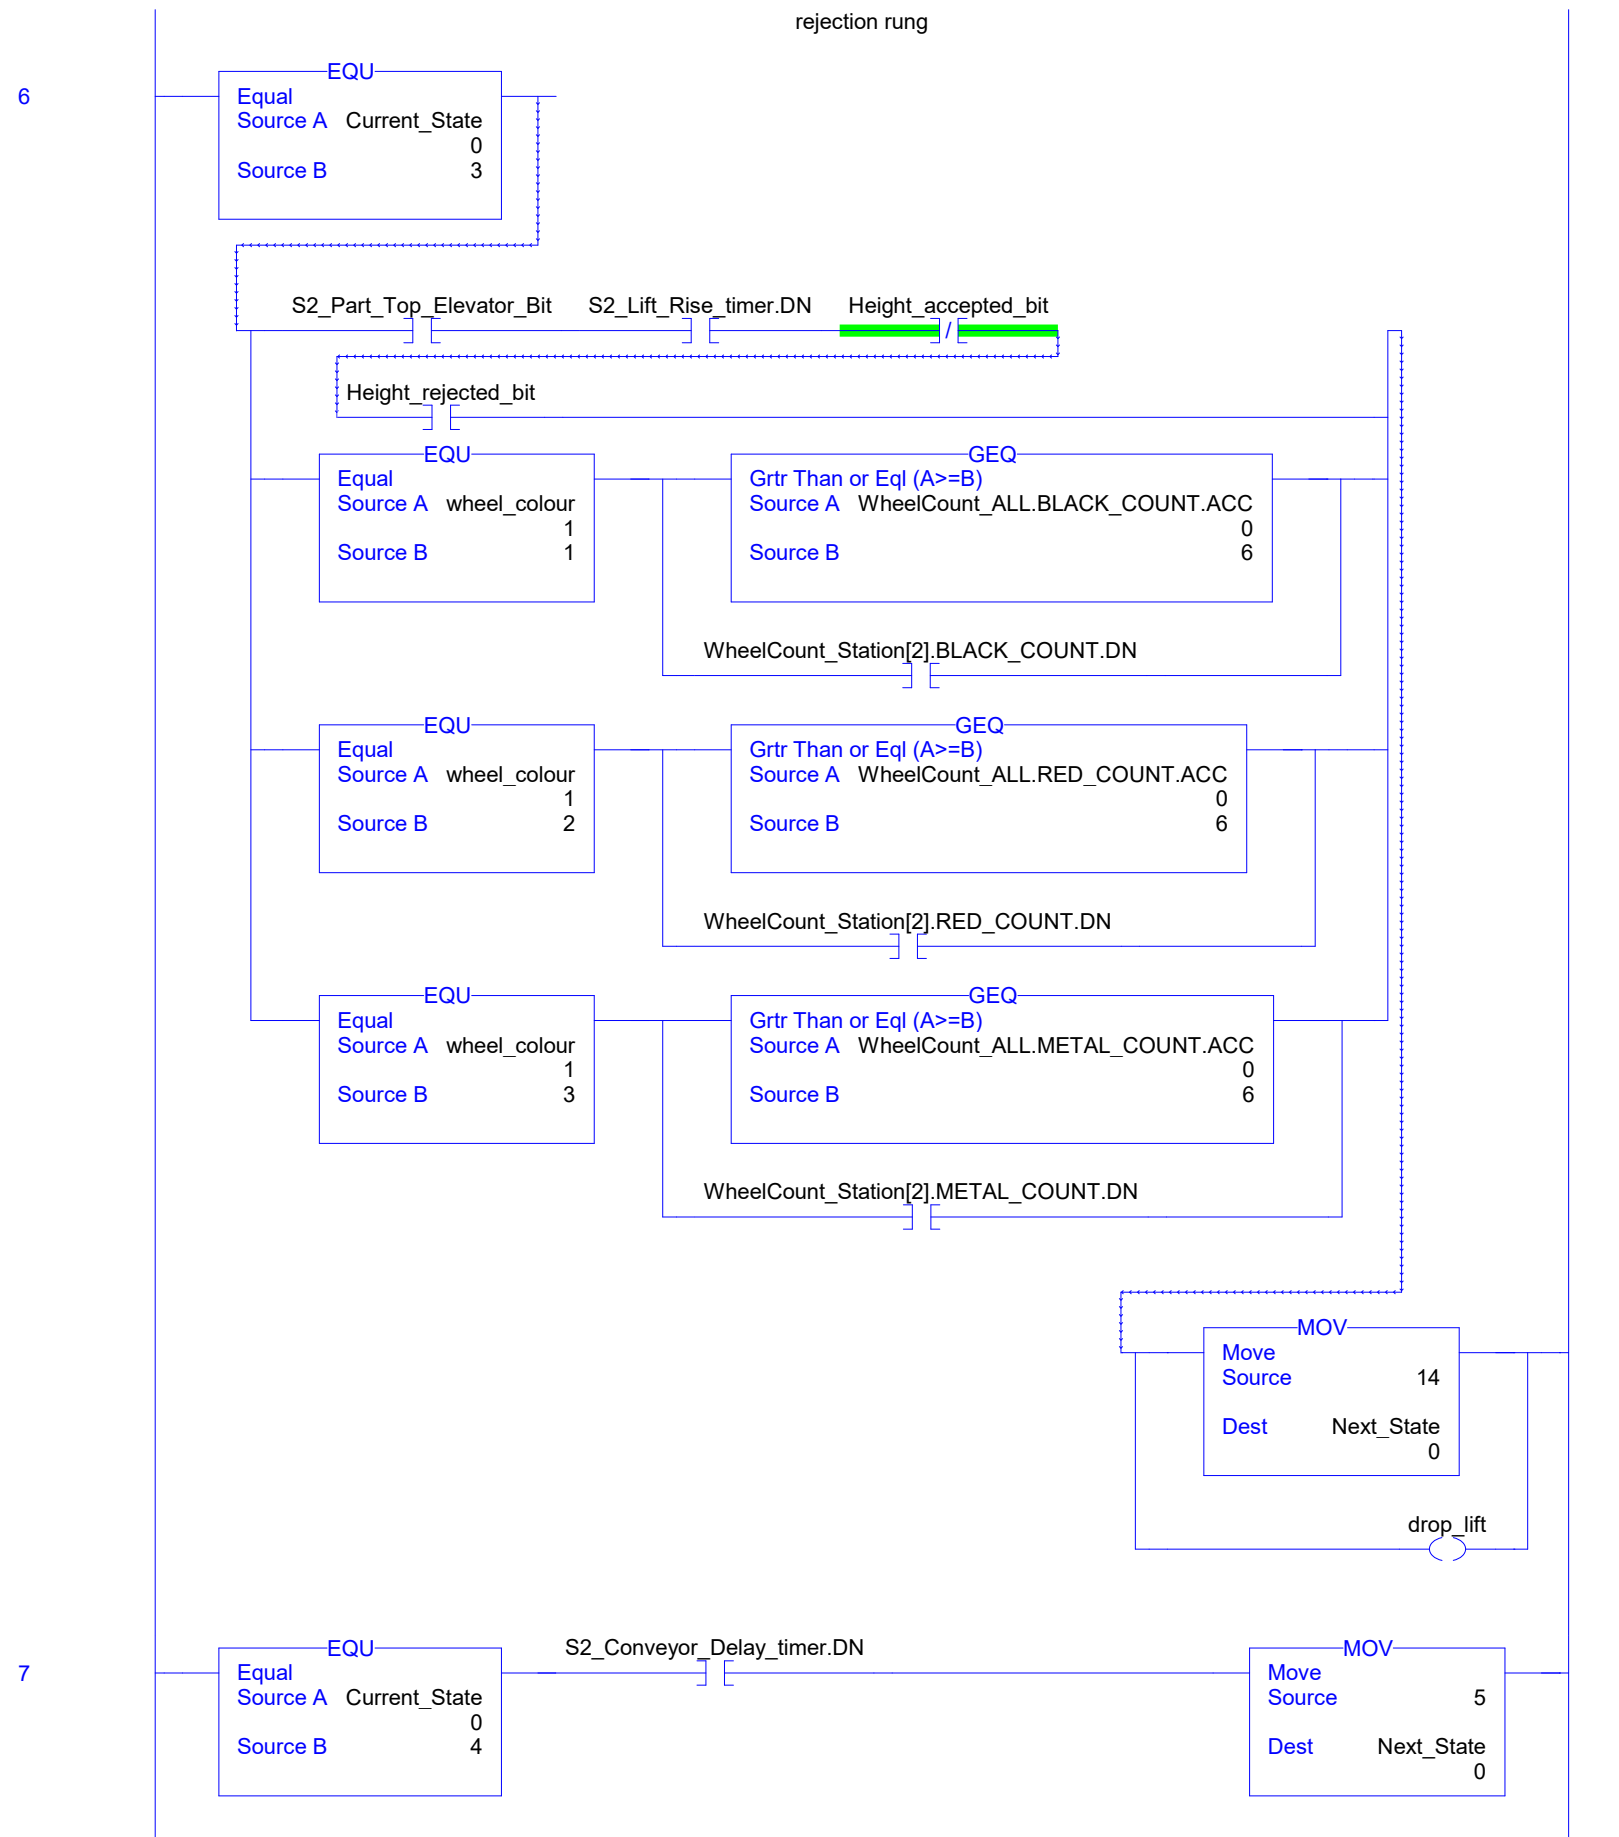 rejection rung
6
EQU
Equal
Source A Current_State
0
Source B 3
S2_Part_Top_Elevator_Bit S2_Lift_Rise_timer.DN Height_accepted_bit
/
Height_rejected_bit
EQU GEQ
Equal Grtr Than or Eql (A>=B)
Source A wheel_colour Source A WheelCount_ALL.BLACK_COUNT.ACC
1 0
Source B 1 Source B 6
WheelCount_Station[2].BLACK_COUNT.DN
EQU GEQ
Equal Grtr Than or Eql (A>=B)
Source A wheel_colour Source A WheelCount_ALL.RED_COUNT.ACC
1 0
Source B 2 Source B 6
WheelCount_Station[2].RED_COUNT.DN
EQU GEQ
Equal Grtr Than or Eql (A>=B)
Source A wheel_colour Source A WheelCount_ALL.METAL_COUNT.ACC
1 0
Source B 3 Source B 6
WheelCount_Station[2].METAL_COUNT.DN
MOV
Move
Source 14
Dest Next_State
0
drop_lift
7
EQU S2_Conveyor_Delay_timer.DN MOV
Equal Move
Source A Current_State Source 5
0
Source B 4 Dest Next_State
0